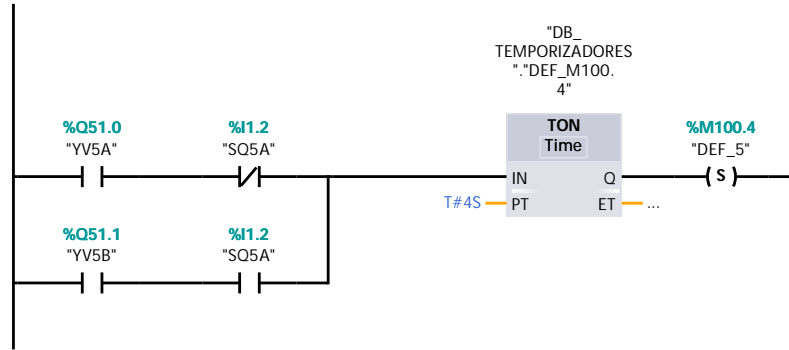 "DB_
TEMPORIZADORES
"."DEF_M100.
4"
%Q51.0
"YV5A"
%I1.2
"SQ5A"
TON
Time
%M100.4
"DEF_5"
IN
Q
S
T#4S
PT
ET
...
%Q51.1
"YV5B"
%I1.2
"SQ5A"